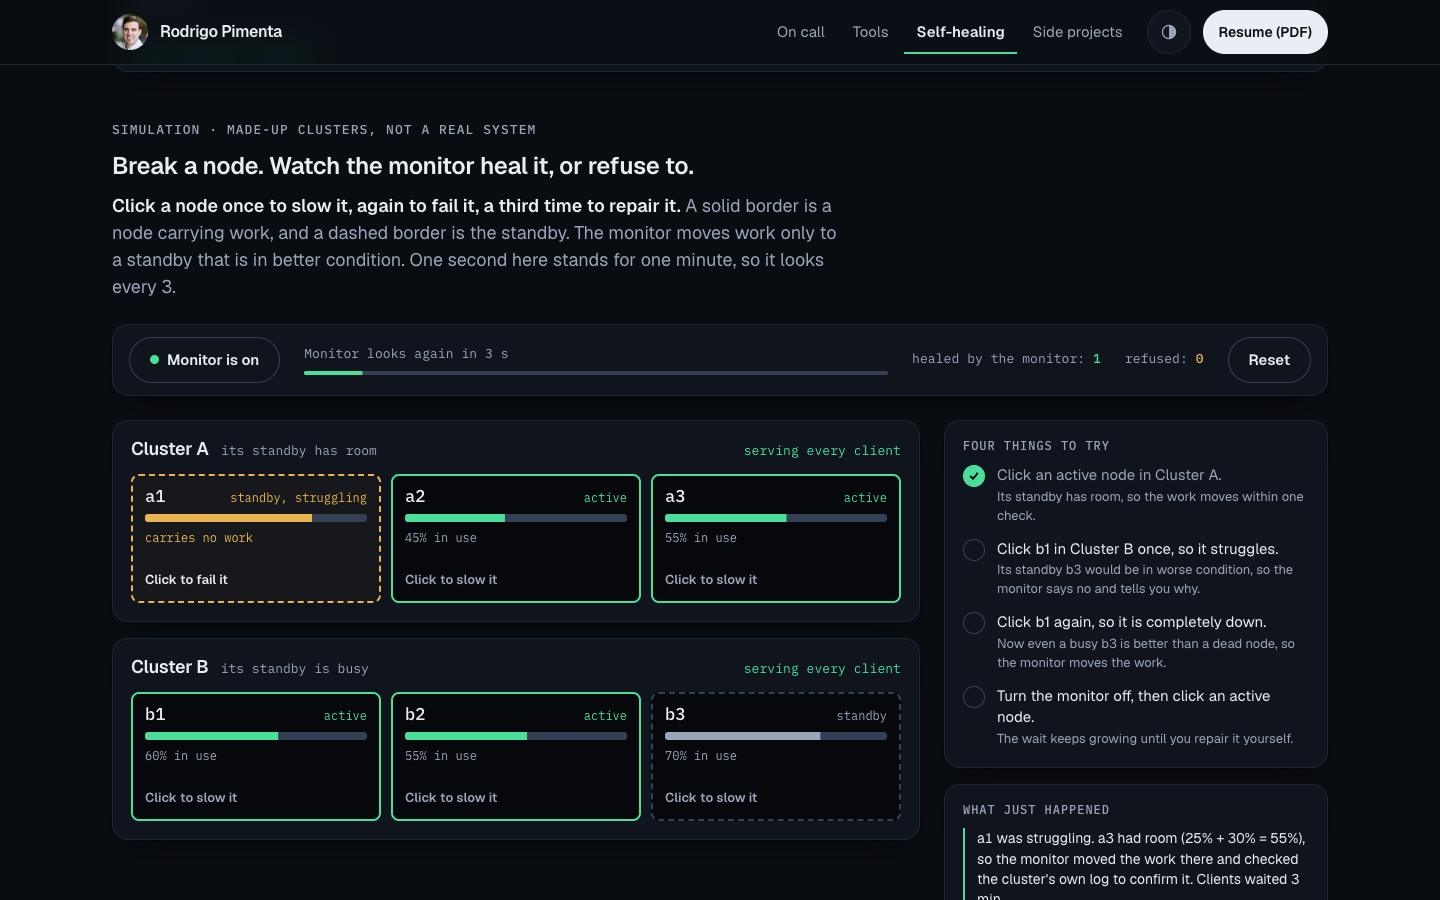 Rodrigo Pimenta
On call
Tools
Self-healing
Side projects
Resume (PDF)
SIMULATION · MADE-UP CLUSTERS, NOT A REAL SYSTEM
Break a node. Watch the monitor heal it, or refuse to.
Click a node once to slow it, again to fail it, a third time to repair it. A solid border is a
node carrying work, and a dashed border is the standby. The monitor moves work only to
a standby that is in better condition. One second here stands for one minute, so it looks
every 3.
Monitor is on
Monitor looks again in 3 s
healed by the monitor: 1
refused: 0
Reset
Cluster A its standby has room
serving every client
a1 standby, struggling
carries no work
Click to fail it
a2 active
45% in use
Click to slow it
a3 active
55% in use
Click to slow it
Cluster B its standby is busy
serving every client
b1 active
60% in use
Click to slow it
b2 active
55% in use
Click to slow it
b3 standby
70% in use
Click to slow it
FOUR THINGS TO TRY
Click an active node in Cluster A.
Its standby has room, so the work moves within one
check.
Click b1 in Cluster B once, so it struggles.
Its standby b3 would be in worse condition, so the
monitor says no and tells you why.
Click b1 again, so it is completely down.
Now even a busy b3 is better than a dead node, so
the monitor moves the work.
Turn the monitor off, then click an active
node.
The wait keeps growing until you repair it yourself.
WHAT JUST HAPPENED
a1 was struggling. a3 had room (25% + 30% = 55%),
so the monitor moved the work there and checked
the cluster's own log to confirm it. Clients waited 3
min